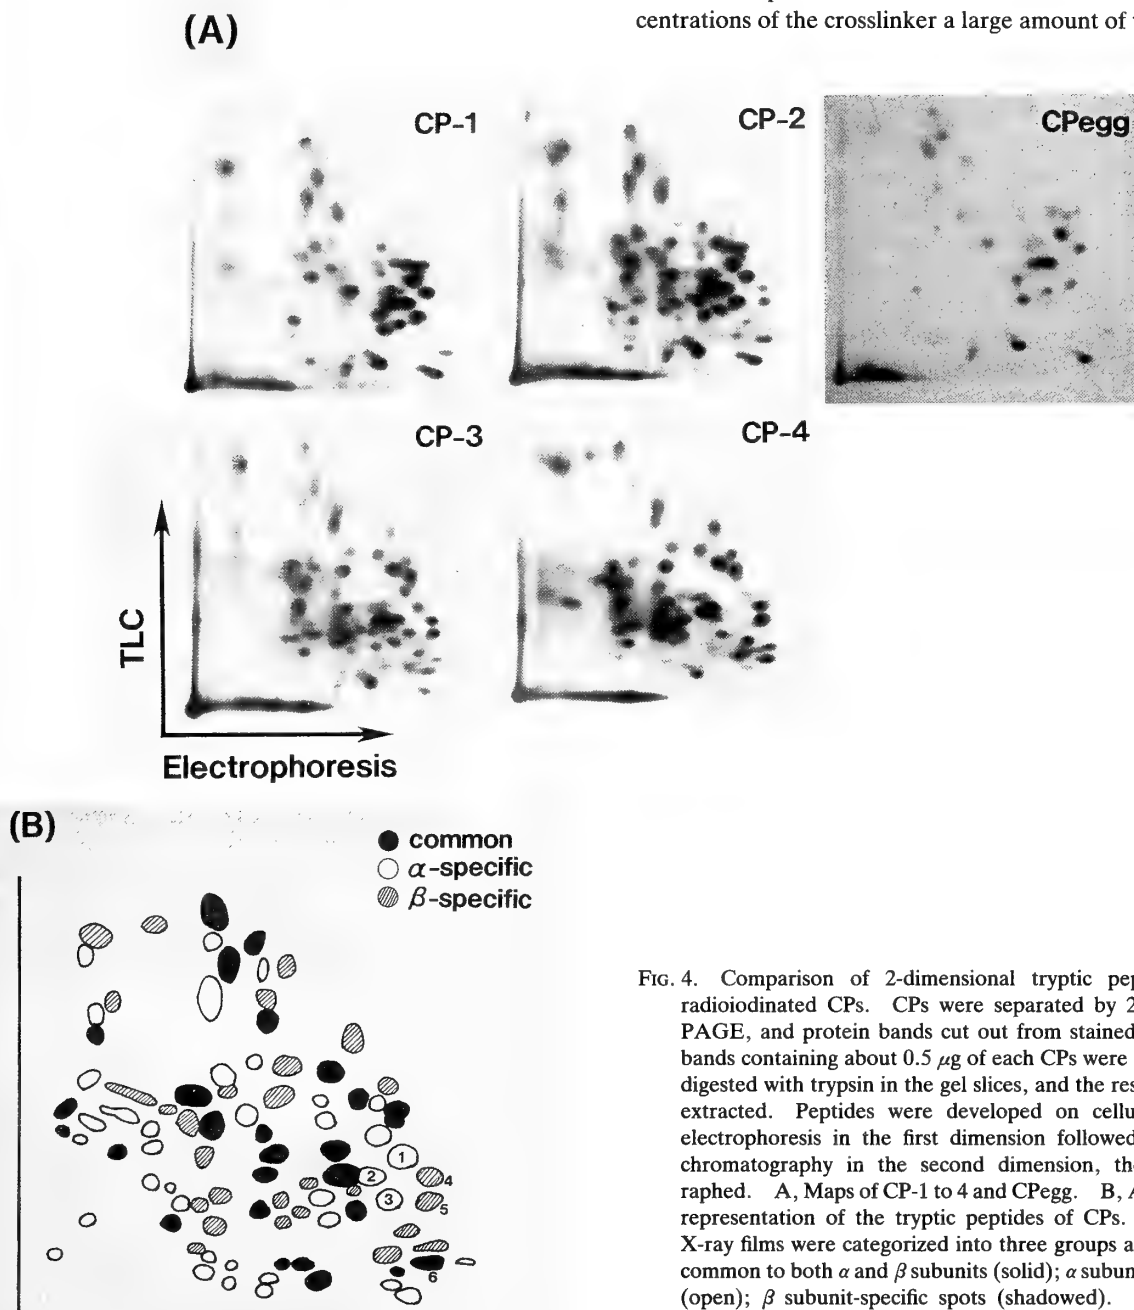 centrations of the crosslinker a large amount of
(A)
CP-1
CP-2
CPegg
CP-3
CP-4
TLC
Electrophoresis
(B)
common
α-specific
β-specific
1
2
3
4
5
6
FIG. 4. Comparison of 2-dimensional tryptic pep
radioiodinated CPs. CPs were separated by 2
PAGE, and protein bands cut out from stained
bands containing about 0.5 μg of each CPs were
digested with trypsin in the gel slices, and the res
extracted. Peptides were developed on cellu
electrophoresis in the first dimension followed
chromatography in the second dimension, the
raphed. A, Maps of CP-1 to 4 and CPegg. B, A
representation of the tryptic peptides of CPs.
X-ray films were categorized into three groups a
common to both α and β subunits (solid); α subun
(open); β subunit-specific spots (shadowed).